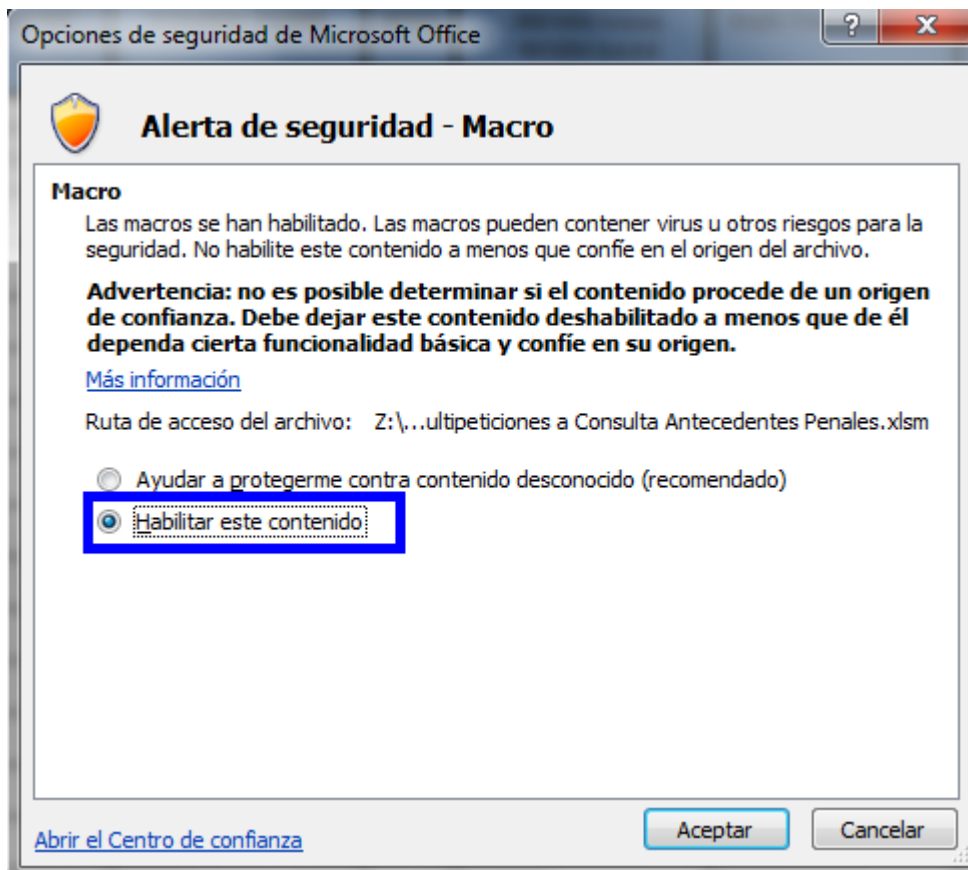 Opciones de seguridad de Microsoft Office
Alerta de seguridad - Macro
Macro
Las macros se han habilitado. Las macros pueden contener virus u otros riesgos para la
seguridad. No habilite este contenido a menos que confíe en el origen del archivo.
Advertencia: no es posible determinar si el contenido procede de un origen
de confianza. Debe dejar este contenido deshabilitado a menos que de él
dependa cierta funcionalidad básica y confíe en su origen.
Más información
Ruta de acceso del archivo: Z:\...ultipeticiones a Consulta Antecedentes Penales.xlsm
Ayudar a protegerme contra contenido desconocido (recomendado)
Habilitar este contenido
Abrir el Centro de confianza
Aceptar
Cancelar